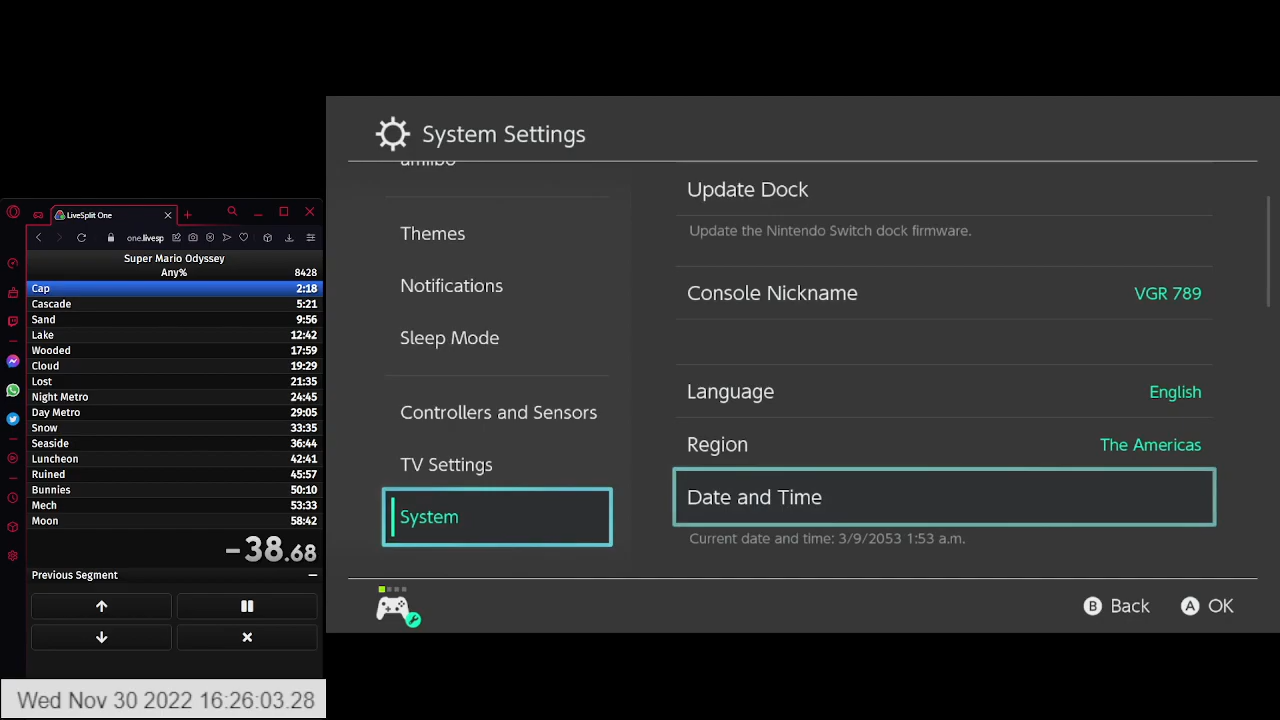 LiveSplit One
one.livesp
Super Mario Odyssey
Any% 8428
Cap 2:18
Cascade 5:21
Sand 9:56
Lake 12:42
Wooded 17:59
Cloud 19:29
Lost 21:35
Night Metro 24:45
Day Metro 29:05
Snow 33:35
Seaside 36:44
Luncheon 42:41
Ruined 45:57
Bunnies 50:10
Mech 53:33
Moon 58:42
−38.68
Previous Segment —
Wed Nov 30 2022 16:26:03.28
System Settings
amiibo
Themes
Notifications
Sleep Mode
Controllers and Sensors
TV Settings
System
Update Dock
Update the Nintendo Switch dock firmware.
Console Nickname VGR 789
Language English
Region The Americas
Date and Time
Current date and time: 3/9/2053 1:53 a.m.
B Back A OK